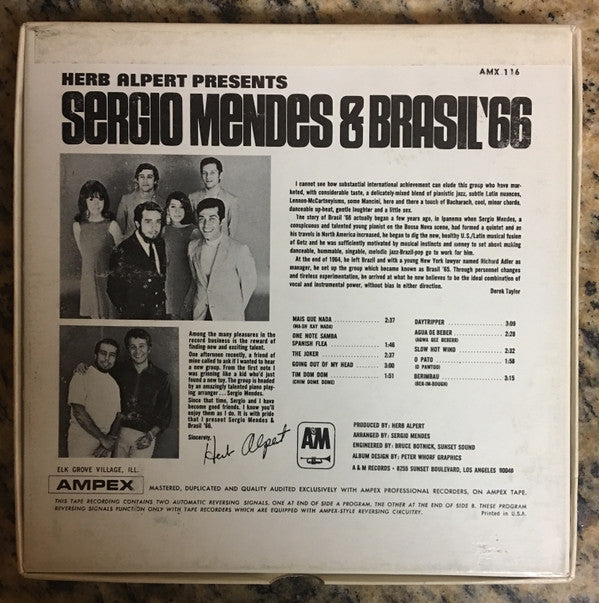 AMX 116
HERB ALPERT PRESENTS
SERGIO MENDES & BRASIL '66
I cannot see how substantial international achievement can elude this group who have mar-
keted, with considerable taste, a delicately-mixed blend of pianistic jazz, subtle Latin nuances,
Lennon-McCartneyisms, some Mancini, here and there a touch of Bacharach, cool, minor chords,
danceable up-beat, gentle laughter and a little sex.
The story of Brasil '66 actually began a few years ago, in Ipanema when Sergio Mendes, a
conspicuous and talented young pianist on the Bossa Nova scene, had formed a quintet and as
his travels in North America increased, he began to dig the new, healthy U.S./Latin musical fusion
of Getz and he was sufficiently motivated by musical instincts and money to set about making
danceable, hummable, singable, melodic jazz-Brazil-pop go to work for him.
At the end of 1964, he left Brazil and with a young New York lawyer named Richard Adler as
manager, he set up the group which became known as Brasil '65. Through personnel changes
and tireless experimentation, he arrived at what he now believes to be the ideal combination of
vocal and instrumental power, without bias in either direction.
Derek Taylor
Among the many pleasures in the
record business is the reward of
finding new and exciting talent.
One afternoon recently, a friend of
mine called to ask if I wanted to hear
a new group. From the first note I
was grinning like a kid who'd just
found a new toy. The group is headed
by an amazingly talented piano play-
ing arranger ... Sergio Mendes.
Since that time, Sergio and I have
become good friends. I know you'll
enjoy them as I do. It is with pride
that I present Sergio Mendes &
Brasil '66.
Sincerely,
Herb Alpert
MAIS QUE NADA 2:37
(MA-SH KAY NADA)
ONE NOTE SAMBA
SPANISH FLEA 1:46
THE JOKER 2:37
GOING OUT OF MY HEAD 3:00
TIM DOM DOM 1:51
(CHIM DOME DOME)
DAYTRIPPER 3:09
AGUA DE BEBER 2:28
(AGWA BEE BEBERR)
SLOW HOT WIND 2:32
O PATO 1:58
(O PANTOO)
BERIMBAU 3:15
(BER-IM-BOUGH)
A&M
PRODUCED BY: HERB ALPERT
ARRANGED BY: SERGIO MENDES
ENGINEERED BY: BRUCE BOTNICK, SUNSET SOUND
ALBUM DESIGN BY: PETER WHORF GRAPHICS
A & M RECORDS • 8255 SUNSET BOULEVARD, LOS ANGELES 90046
ELK GROVE VILLAGE, ILL.
AMPEX MASTERED, DUPLICATED AND QUALITY AUDITED EXCLUSIVELY WITH AMPEX PROFESSIONAL RECORDERS, ON AMPEX TAPE.
THIS TAPE RECORDING CONTAINS TWO AUTOMATIC REVERSING SIGNALS, ONE AT END OF SIDE A PROGRAM, THE OTHER AT THE END OF SIDE B. THESE PROGRAM
REVERSING SIGNALS FUNCTION ONLY WITH TAPE RECORDERS WHICH ARE EQUIPPED WITH AMPEX-STYLE REVERSING CIRCUITRY.
Printed in U.S.A.